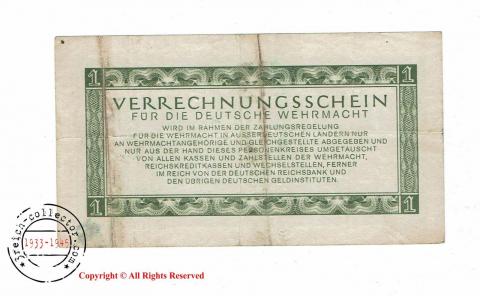 1 1
VERRECHNUNGSSCHEIN
FÜR DIE DEUTSCHE WEHRMACHT
WIRD IM RAHMEN DER ZAHLUNGSREGELUNG
FÜR DIE WEHRMACHT IN AUSSERDEUTSCHEN LÄNDERN NUR
AN WEHRMACHTANGEHÖRIGE UND GLEICHGESTELLTE ABGEGEBEN UND
NUR AUS DER HAND DIESES PERSONENKREISES UMGETAUSCHT
VON ALLEN KASSEN UND ZAHLSTELLEN DER WEHRMACHT,
REICHSKREDITKASSEN UND WECHSELSTELLEN, FERNER
IM REICH VON DER DEUTSCHEN REICHSBANK UND
DEN ÜBRIGEN DEUTSCHEN GELDINSTITUTEN.
1 1
3reich-collector.com
1933-1945
Copyright © All Rights Reserved